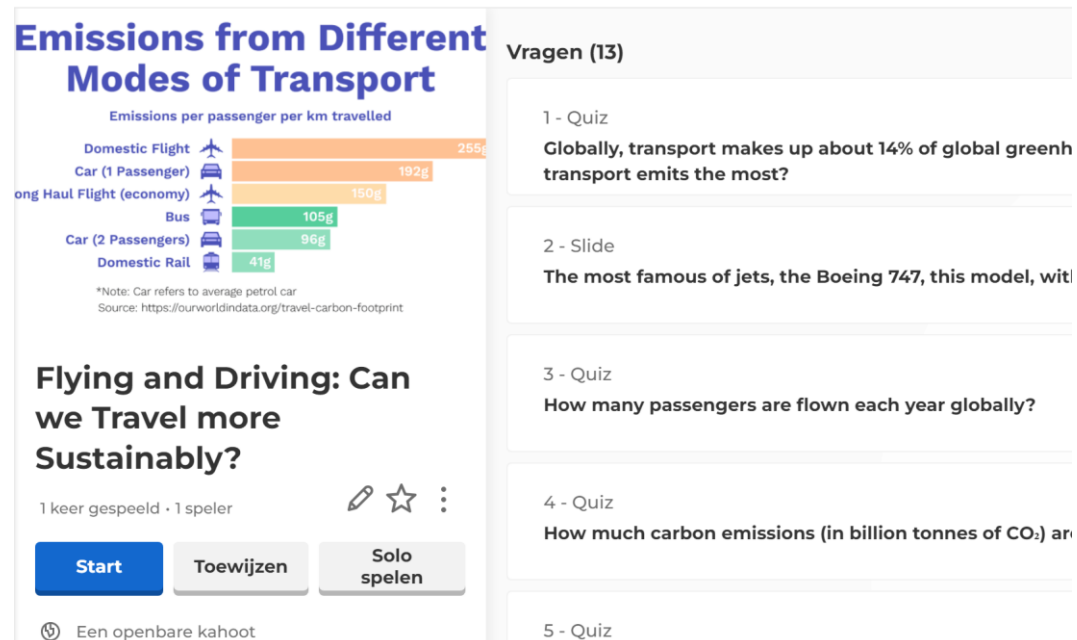 Emissions from Different
Modes of Transport
Emissions per passenger per km travelled
Domestic Flight 255g
Car (1 Passenger) 192g
ong Haul Flight (economy) 150g
Bus 105g
Car (2 Passengers) 96g
Domestic Rail 41g
*Note: Car refers to average petrol car
Source: https://ourworldindata.org/travel-carbon-footprint
Flying and Driving: Can
we Travel more
Sustainably?
1 keer gespeeld • 1 speler
Start
Toewijzen
Solo
spelen
Een openbare kahoot
Vragen (13)
1 - Quiz
Globally, transport makes up about 14% of global greenh
transport emits the most?
2 - Slide
The most famous of jets, the Boeing 747, this model, with
3 - Quiz
How many passengers are flown each year globally?
4 - Quiz
How much carbon emissions (in billion tonnes of CO₂) are
5 - Quiz